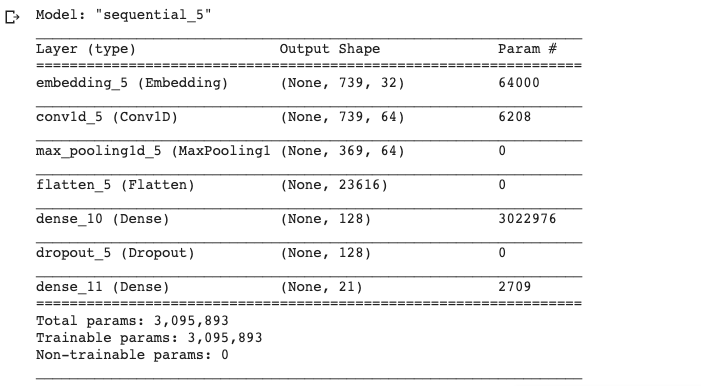 Model: "sequential_5"
Layer (type) Output Shape Param #
embedding_5 (Embedding) (None, 739, 32) 64000
conv1d_5 (Conv1D) (None, 739, 64) 6208
max_pooling1d_5 (MaxPooling1 (None, 369, 64) 0
flatten_5 (Flatten) (None, 23616) 0
dense_10 (Dense) (None, 128) 3022976
dropout_5 (Dropout) (None, 128) 0
dense_11 (Dense) (None, 21) 2709
Total params: 3,095,893
Trainable params: 3,095,893
Non-trainable params: 0